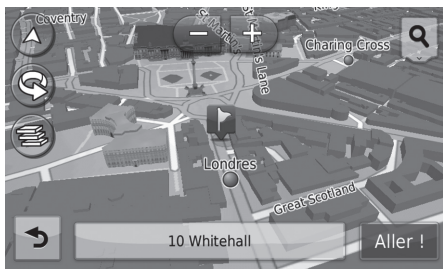 Coventry
St Martin's Lane
Charing Cross
Londres
Great Scotland
10 Whitehall
Aller !